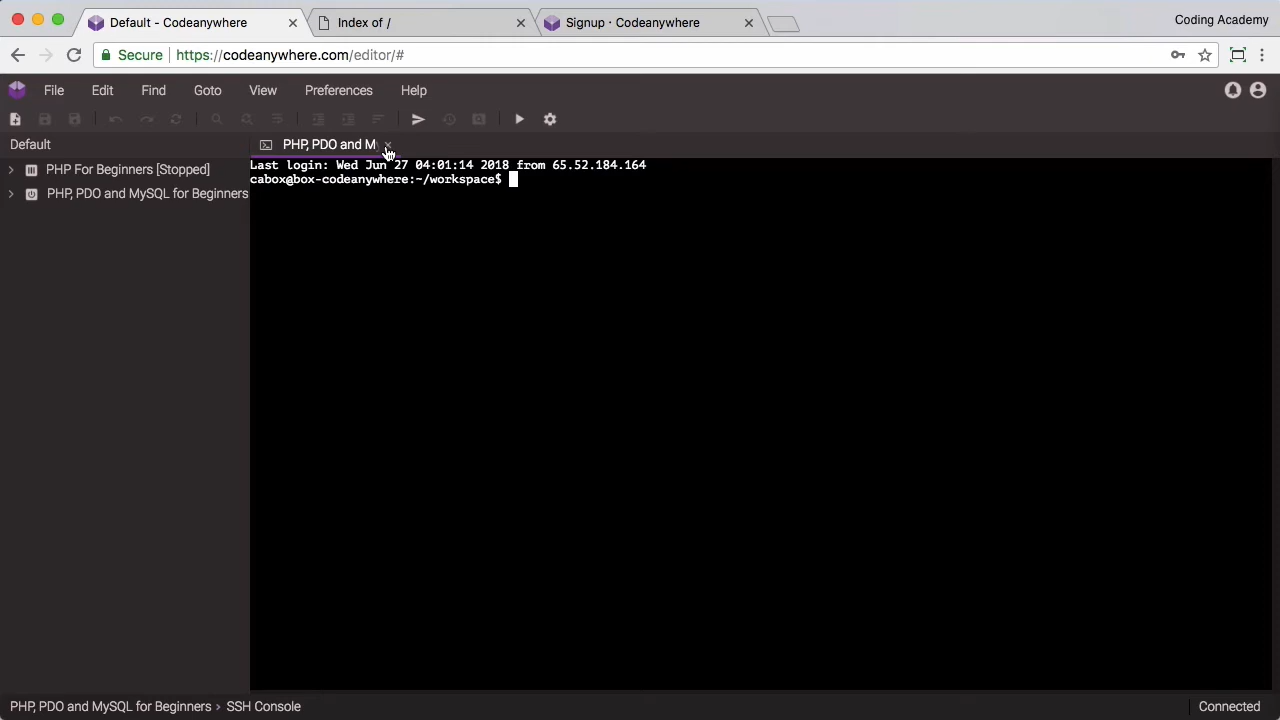 Default - Codeanywhere
Index of /
Signup · Codeanywhere
Coding Academy
Secure
https://codeanywhere.com/editor/#
File Edit Find Goto View Preferences Help
Default
PHP, PDO and M
PHP For Beginners [Stopped]
PHP, PDO and MySQL for Beginners
Last login: Wed Jun 27 04:01:14 2018 from 65.52.184.164
cabox@box-codeanywhere:~/workspace$
PHP, PDO and MySQL for Beginners › SSH Console
Connected